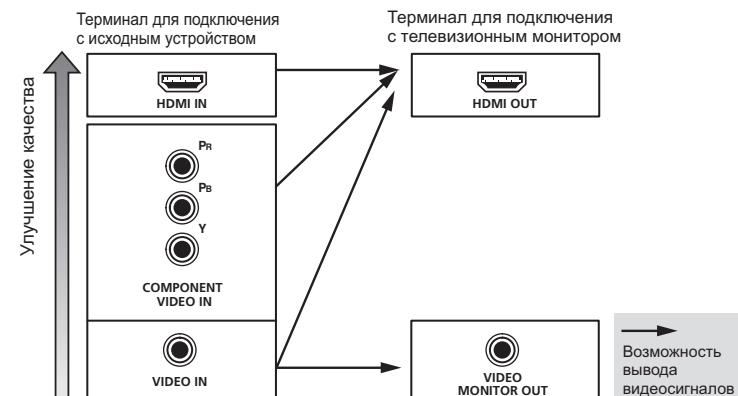 Терминал для подключения
с исходным устройством
Терминал для подключения
с телевизионным монитором
Улучшение качества
HDMI IN
HDMI OUT
PR
PB
Y
COMPONENT
VIDEO IN
VIDEO IN
VIDEO
MONITOR OUT
Возможность
вывода
видеосигналов